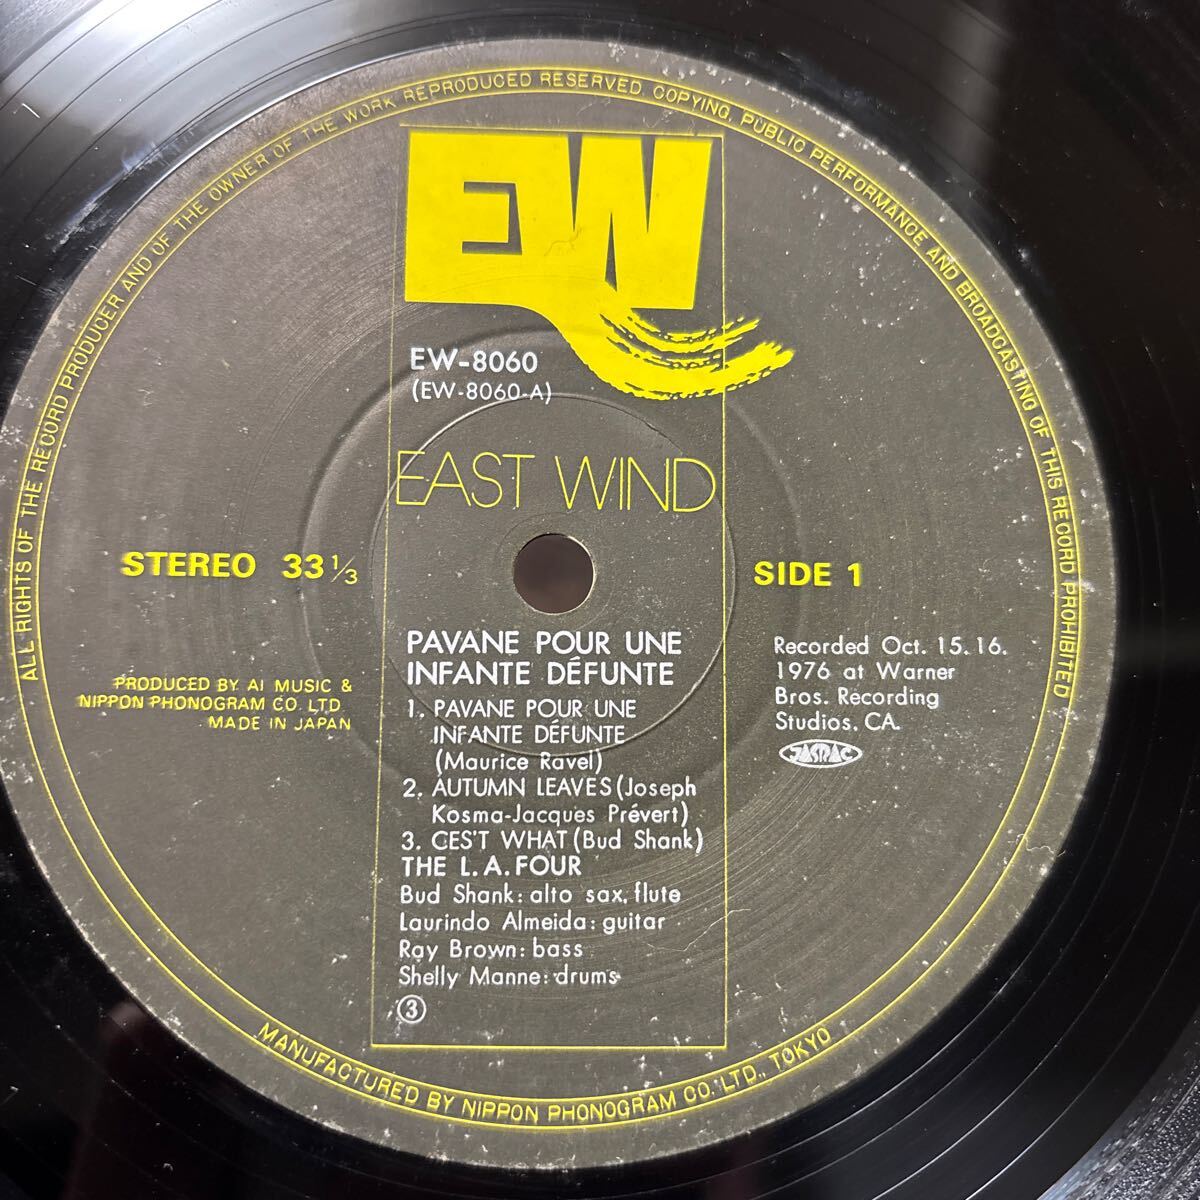 ALL RIGHTS OF THE RECORD PRODUCER AND OF THE OWNER OF THE WORK REPRODUCED RESERVED. COPYING, PUBLIC PERFORMANCE AND BROADCASTING OF THIS RECORD PROHIBITED
EW
EW-8060
(EW-8060-A)
EAST WIND
STEREO 33 1/3
SIDE 1
PRODUCED BY AI MUSIC &
NIPPON PHONOGRAM CO. LTD.
MADE IN JAPAN
PAVANE POUR UNE
INFANTE DÉFUNTE
1. PAVANE POUR UNE
INFANTE DÉFUNTE
(Maurice Ravel)
2. AUTUMN LEAVES (Joseph
Kosma-Jacques Prévert)
3. CES'T WHAT (Bud Shank)
THE L.A. FOUR
Bud Shank: alto sax, flute
Laurindo Almeida: guitar
Ray Brown: bass
Shelly Manne: drums
③
Recorded Oct. 15.16.
1976 at Warner
Bros. Recording
Studios, CA.
JASRAC
MANUFACTURED BY NIPPON PHONOGRAM CO. LTD., TOKYO